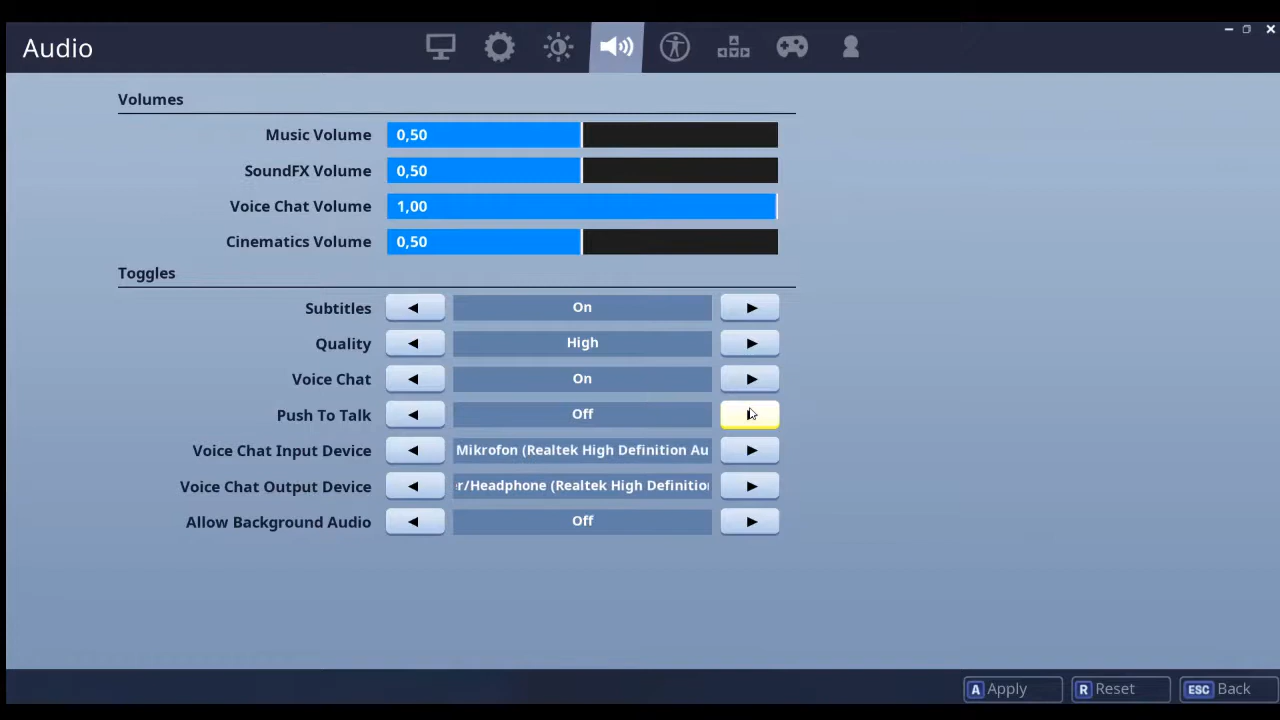 Audio
Volumes
Music Volume 0,50
SoundFX Volume 0,50
Voice Chat Volume 1,00
Cinematics Volume 0,50
Toggles
Subtitles On
Quality High
Voice Chat On
Push To Talk Off
Voice Chat Input Device Mikrofon (Realtek High Definition Au
Voice Chat Output Device r/Headphone (Realtek High Definition
Allow Background Audio Off
A Apply R Reset ESC Back